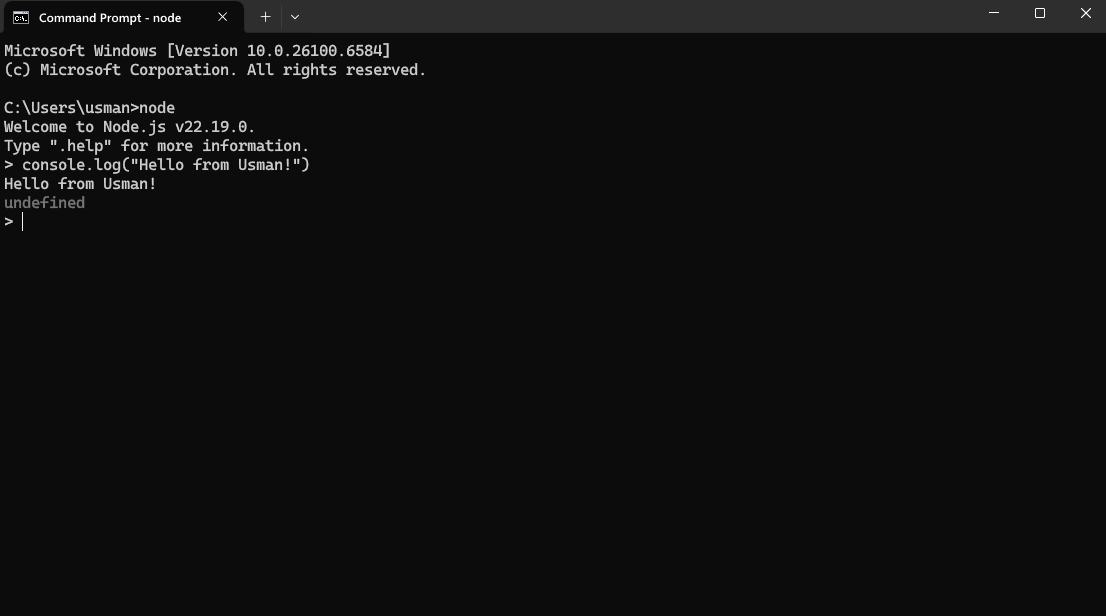 Command Prompt - node
Microsoft Windows [Version 10.0.26100.6584]
(c) Microsoft Corporation. All rights reserved.
C:\Users\usman>node
Welcome to Node.js v22.19.0.
Type ".help" for more information.
> console.log("Hello from Usman!")
Hello from Usman!
undefined
>